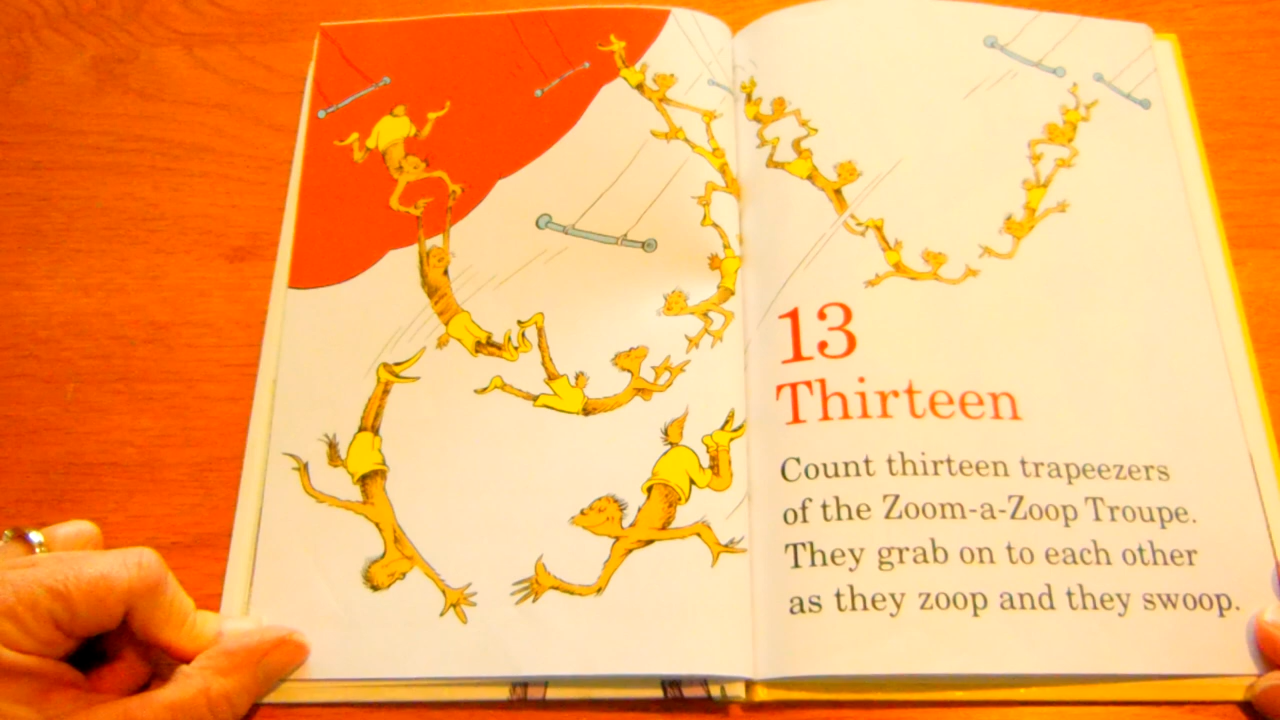 13
Thirteen
Count thirteen trapeezers
of the Zoom-a-Zoop Troupe.
They grab on to each other
as they zoop and they swoop.